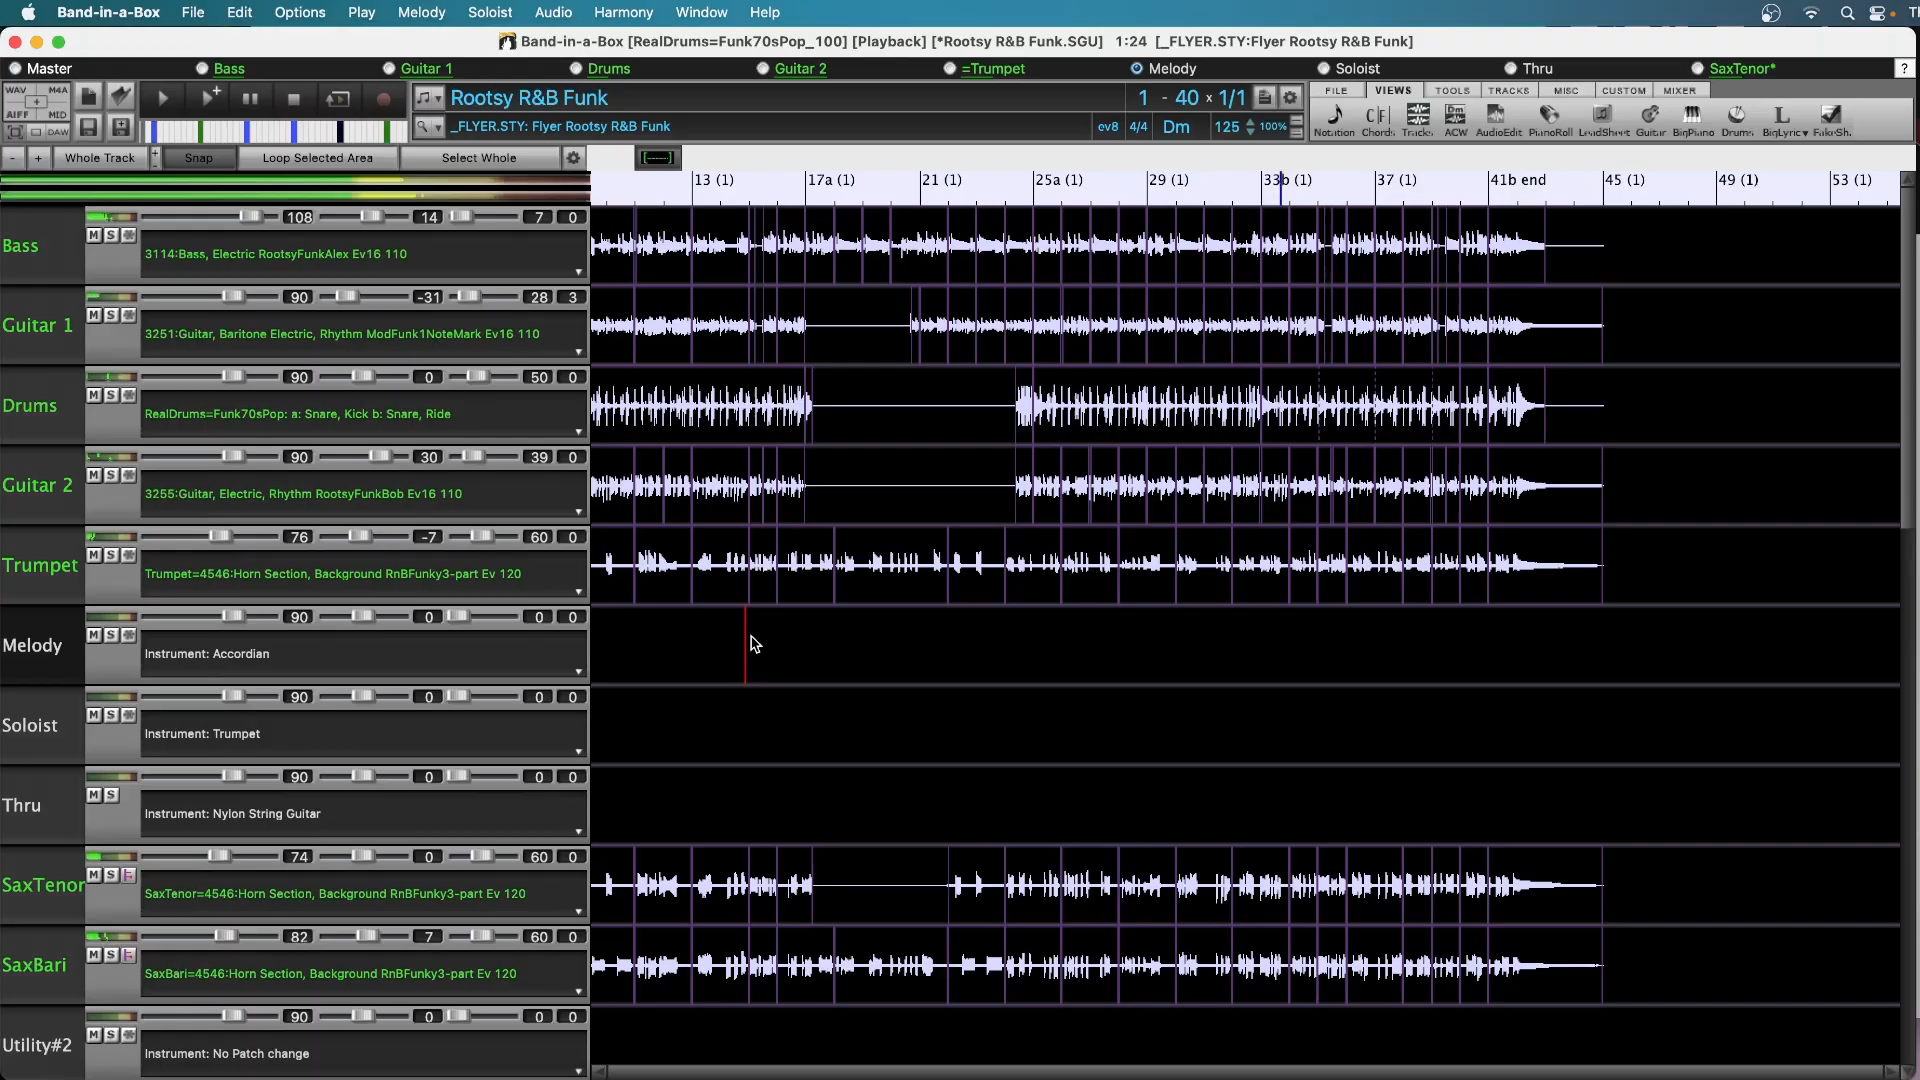 Band-in-a-Box File Edit Options Play Melody Soloist Audio Harmony Window Help
Band-in-a-Box [RealDrums=Funk70sPop_100] [Playback] [*Rootsy R&B Funk.SGU] 1:24 [_FLYER.STY:Flyer Rootsy R&B Funk]
Master Bass Guitar 1 Drums Guitar 2 =Trumpet Melody Soloist Thru SaxTenor* ?
WAV M4A AIFF MID DAW
Rootsy R&B Funk 1 - 40 x 1/1
_FLYER.STY: Flyer Rootsy R&B Funk ev8 4/4 Dm 125 100%
FILE VIEWS TOOLS TRACKS MISC CUSTOM MIXER
Notation Chords Tracks ACW AudioEdit PianoRoll LeadSheet Guitar BigPiano Drums BigLyric FakeSh.
- + Whole Track + - Snap Loop Selected Area Select Whole
13 (1) 17a (1) 21 (1) 25a (1) 29 (1) 33b (1) 37 (1) 41b end 45 (1) 49 (1) 53 (1)
Bass M S 108 14 7 0
3114:Bass, Electric RootsyFunkAlex Ev16 110
Guitar 1 M S 90 -31 28 3
3251:Guitar, Baritone Electric, Rhythm ModFunk1NoteMark Ev16 110
Drums M S 90 0 50 0
RealDrums=Funk70sPop: a: Snare, Kick b: Snare, Ride
Guitar 2 M S 90 30 39 0
3255:Guitar, Electric, Rhythm RootsyFunkBob Ev16 110
Trumpet M S 76 -7 60 0
Trumpet=4546:Horn Section, Background RnBFunky3-part Ev 120
Melody M S 90 0 0 0
Instrument: Accordian
Soloist M S 90 0 0 0
Instrument: Trumpet
Thru M S 90 0 0 0
Instrument: Nylon String Guitar
SaxTenor M S 74 0 60 0
SaxTenor=4546:Horn Section, Background RnBFunky3-part Ev 120
SaxBari M S 82 7 60 0
SaxBari=4546:Horn Section, Background RnBFunky3-part Ev 120
Utility#2 M S 90 0 0 0
Instrument: No Patch change